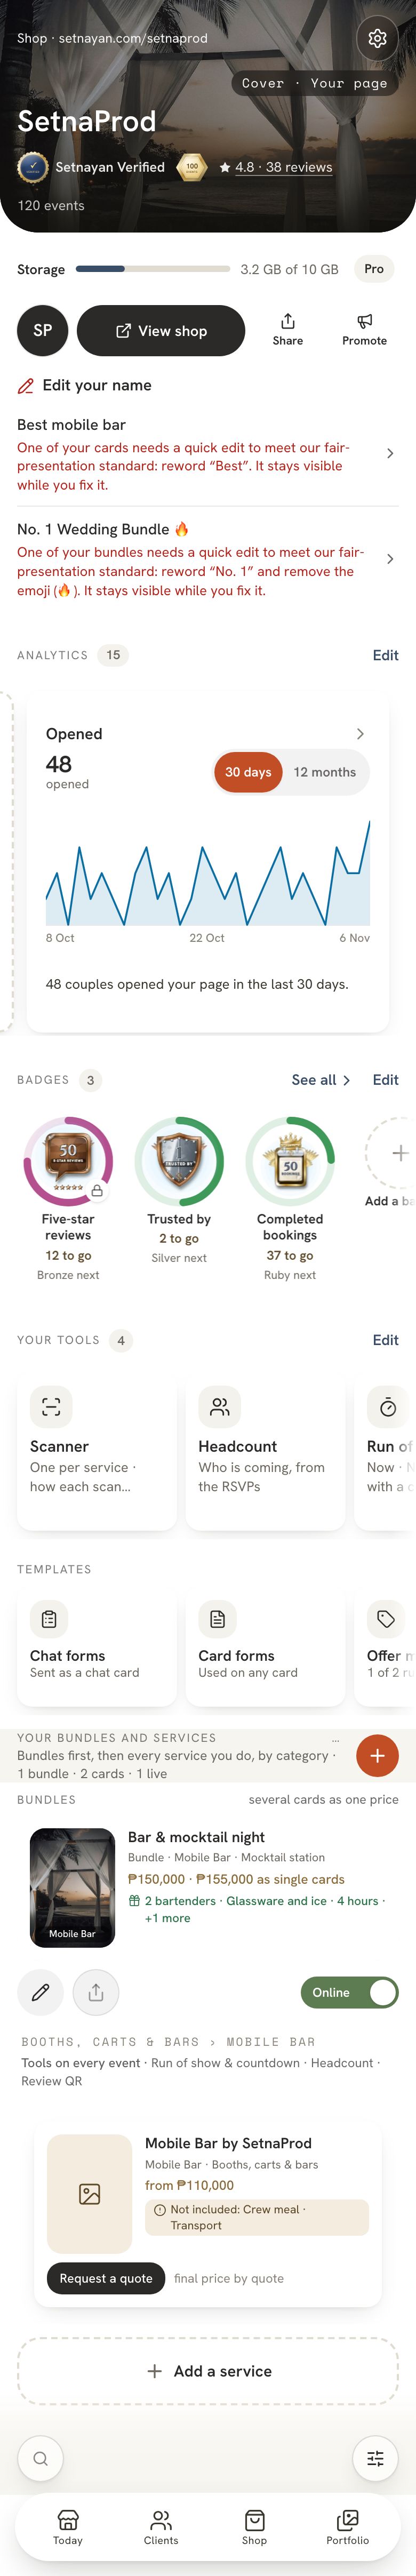 Shop · setnayan.com/setnaprod
Cover · Your page
SetnaProd
Setnayan Verified 100 ★ 4.8 · 38 reviews
120 events
Storage 3.2 GB of 10 GB Pro
SP View shop Share Promote
Edit your name
Best mobile bar
One of your cards needs a quick edit to meet our fair-
presentation standard: reword “Best”. It stays visible
while you fix it.
No. 1 Wedding Bundle 🔥
One of your bundles needs a quick edit to meet our fair-
presentation standard: reword “No. 1” and remove the
emoji (🔥). It stays visible while you fix it.
ANALYTICS 15 Edit
Opened
48
opened
30 days 12 months
8 Oct 22 Oct 6 Nov
48 couples opened your page in the last 30 days.
BADGES 3 See all Edit
50
5-STAR REVIEWS
TRUSTED BY
50
BOOKINGS
Five-star
reviews
12 to go
Bronze next
Trusted by
2 to go
Silver next
Completed
bookings
37 to go
Ruby next
Add a ba
YOUR TOOLS 4 Edit
Scanner
One per service ·
how each scan...
Headcount
Who is coming, from
the RSVPs
Run of
Now · N
with a c
TEMPLATES
Chat forms
Sent as a chat card
Card forms
Used on any card
Offer m
1 of 2 ru
YOUR BUNDLES AND SERVICES ...
Bundles first, then every service you do, by category ·
1 bundle · 2 cards · 1 live
BUNDLES several cards as one price
Mobile Bar
Bar & mocktail night
Bundle · Mobile Bar · Mocktail station
₱150,000 · ₱155,000 as single cards
2 bartenders · Glassware and ice · 4 hours ·
+1 more
Online
BOOTHS, CARTS & BARS › MOBILE BAR
Tools on every event · Run of show & countdown · Headcount ·
Review QR
Mobile Bar by SetnaProd
Mobile Bar · Booths, carts & bars
from ₱110,000
Not included: Crew meal ·
Transport
Request a quote final price by quote
Add a service
Today Clients Shop Portfolio